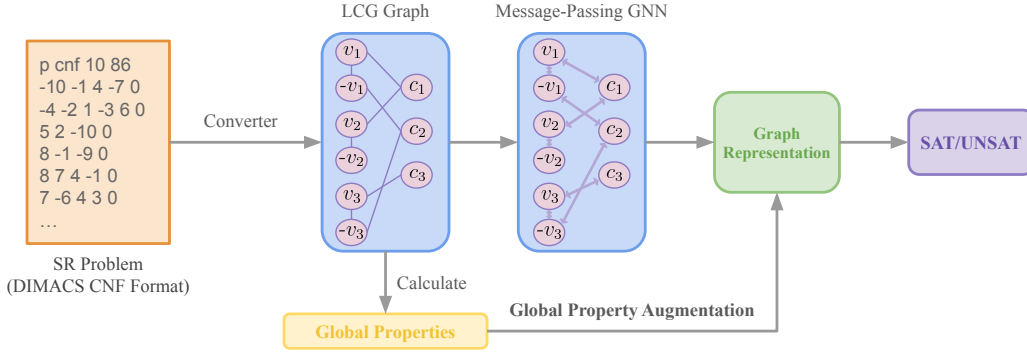 LCG Graph
Message-Passing GNN
p cnf 10 86
-10 -1 4 -7 0
-4 -2 1 -3 6 0
5 2 -10 0
8 -1 -9 0
8 7 4 -1 0
7 -6 4 3 0
...
SR Problem
(DIMACS CNF Format)
Converter
v1
-v1
v2
-v2
v3
-v3
c1
c2
c3
v1
-v1
v2
-v2
v3
-v3
c1
c2
c3
Graph
Representation
SAT/UNSAT
Calculate
Global Properties
Global Property Augmentation